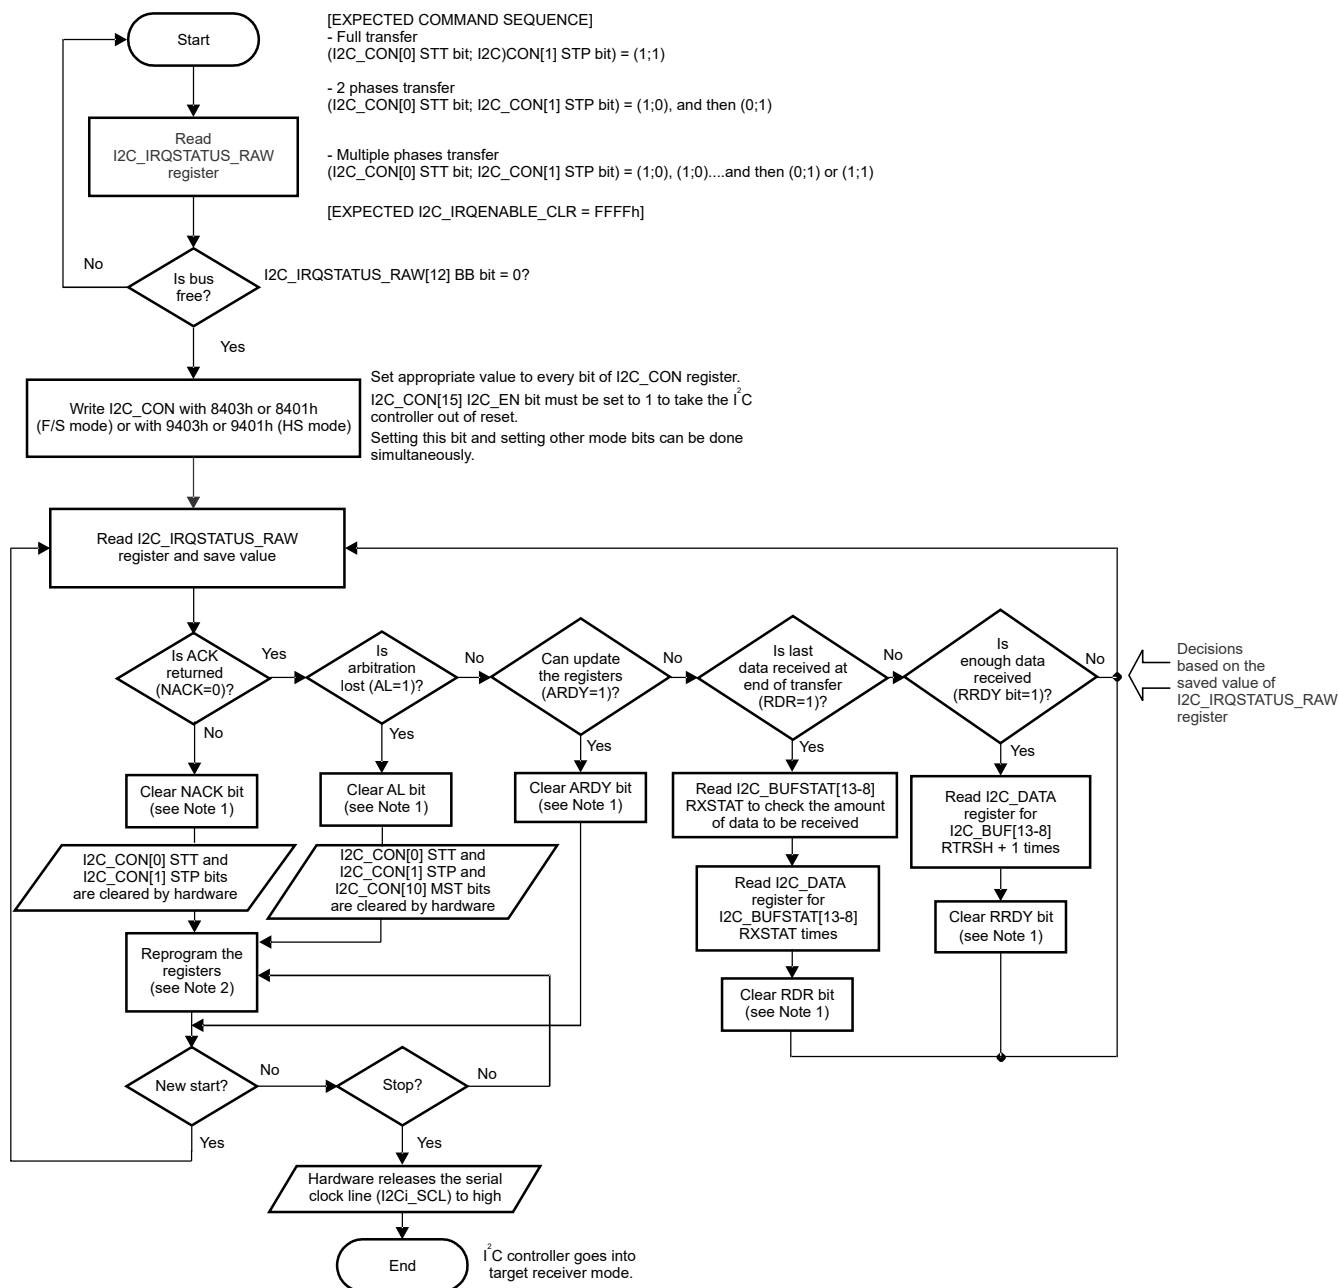 Start
[EXPECTED COMMAND SEQUENCE]
- Full transfer
(I2C_CON[0] STT bit; I2C)CON[1] STP bit) = (1;1)
- 2 phases transfer
(I2C_CON[0] STT bit; I2C_CON[1] STP bit) = (1;0), and then (0;1)
- Multiple phases transfer
(I2C_CON[0] STT bit; I2C_CON[1] STP bit) = (1;0), (1;0)....and then (0;1) or (1;1)
[EXPECTED I2C_IRQENABLE_CLR = FFFFh]
Read
I2C_IRQSTATUS_RAW
register
No
Is bus
free?
I2C_IRQSTATUS_RAW[12] BB bit = 0?
Yes
Write I2C_CON with 8403h or 8401h
(F/S mode) or with 9403h or 9401h (HS mode)
Set appropriate value to every bit of I2C_CON register.
I2C_CON[15] I2C_EN bit must be set to 1 to take the I²C
controller out of reset.
Setting this bit and setting other mode bits can be done
simultaneously.
Read I2C_IRQSTATUS_RAW
register and save value
Is ACK
returned
(NACK=0)?
Yes
No
Is
arbitration
lost (AL=1)?
No
Yes
Can update
the registers
(ARDY=1)?
No
Yes
Is last
data received at
end of transfer
(RDR=1)?
No
Yes
Is
enough data
received
(RRDY bit=1)?
No
Yes
Decisions
based on the
saved value of
I2C_IRQSTATUS_RAW
register
Clear NACK bit
(see Note 1)
Clear AL bit
(see Note 1)
Clear ARDY bit
(see Note 1)
Read I2C_BUFSTAT[13-8]
RXSTAT to check the amount
of data to be received
Read I2C_DATA
register for
I2C_BUF[13-8]
RTRSH + 1 times
I2C_CON[0] STT and
I2C_CON[1] STP bits
are cleared by hardware
I2C_CON[0] STT and
I2C_CON[1] STP and
I2C_CON[10] MST bits
are cleared by hardware
Read I2C_DATA
register for
I2C_BUFSTAT[13-8]
RXSTAT times
Clear RRDY bit
(see Note 1)
Reprogram the
registers
(see Note 2)
Clear RDR bit
(see Note 1)
New start?
No
Yes
Stop?
No
Yes
Hardware releases the serial
clock line (I2Ci_SCL) to high
End
I²C controller goes into
target receiver mode.